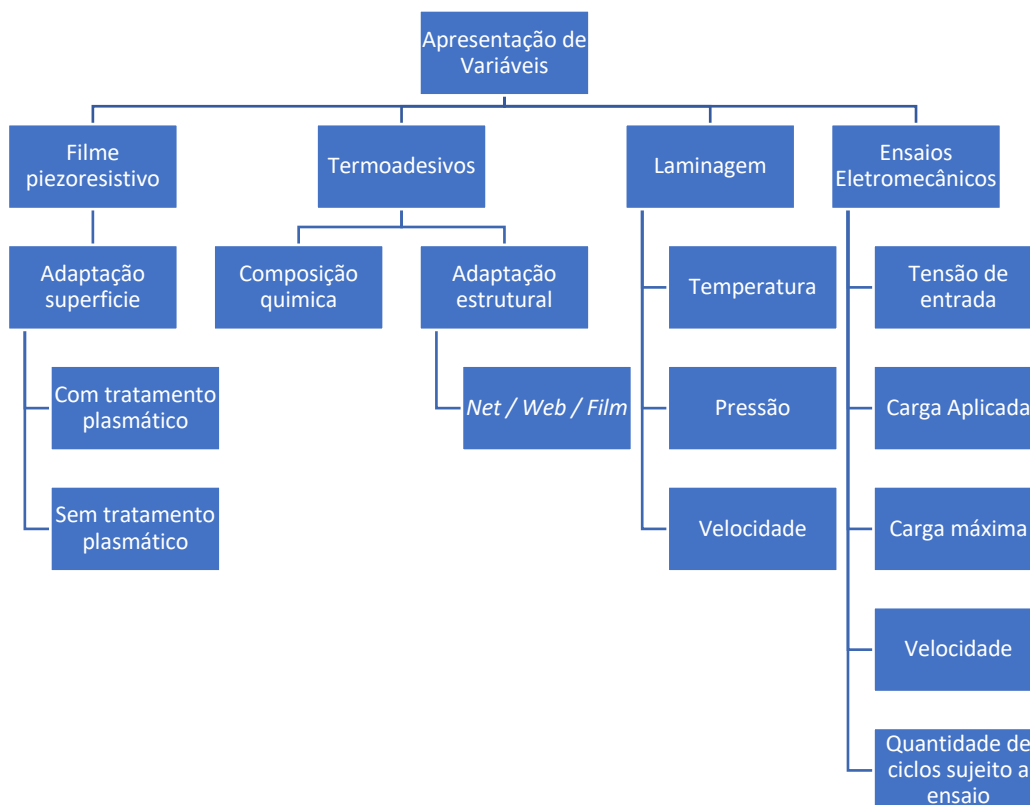 Apresentação de
Variáveis
Filme
piezoresistivo
Termoadesivos
Laminagem
Ensaios
Eletromecânicos
Adaptação
superficie
Composição
quimica
Adaptação
estrutural
Temperatura
Tensão de
entrada
Com tratamento
plasmático
Net / Web / Film
Pressão
Carga Aplicada
Sem tratamento
plasmático
Velocidade
Carga máxima
Velocidade
Quantidade de
ciclos sujeito a
ensaio